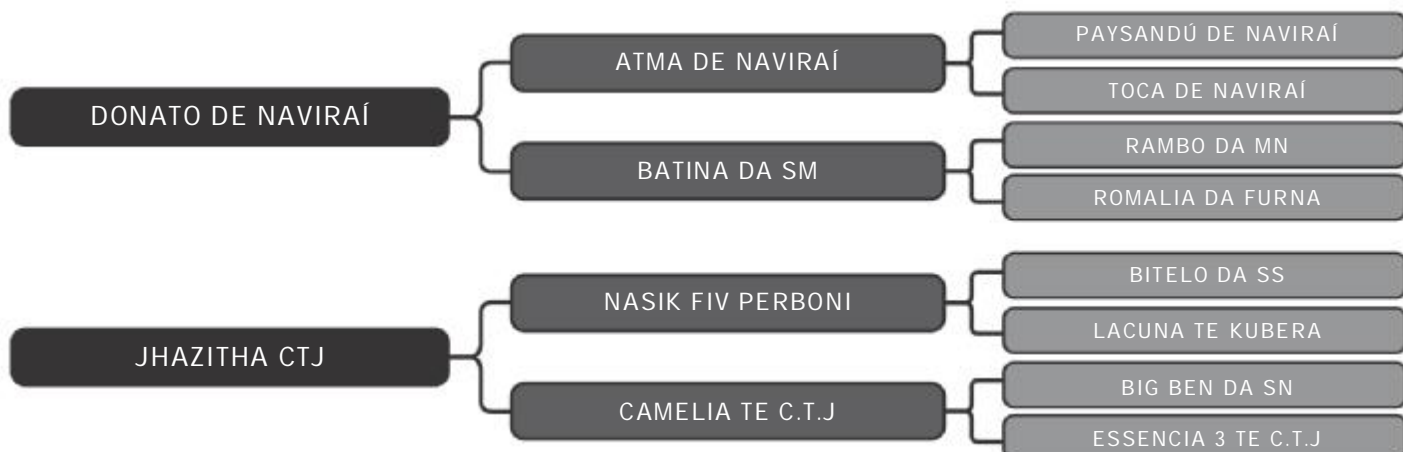 DONATO DE NAVIRAÍ
ATMA DE NAVIRAÍ
PAYSANDÚ DE NAVIRAÍ
TOCA DE NAVIRAÍ
BATINA DA SM
RAMBO DA MN
ROMALIA DA FURNA
JHAZITHA CTJ
NASIK FIV PERBONI
BITELO DA SS
LACUNA TE KUBERA
CAMELIA TE C.T.J
BIG BEN DA SN
ESSENCIA 3 TE C.T.J